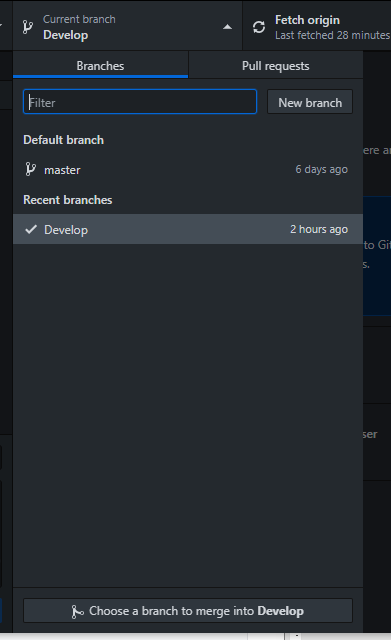 Current branch
Develop
Fetch origin
Last fetched 28 minutes
Branches
Pull requests
Filter
New branch
Default branch
master
6 days ago
Recent branches
Develop
2 hours ago
ere a
to Git
s.
ser
Choose a branch to merge into Develop